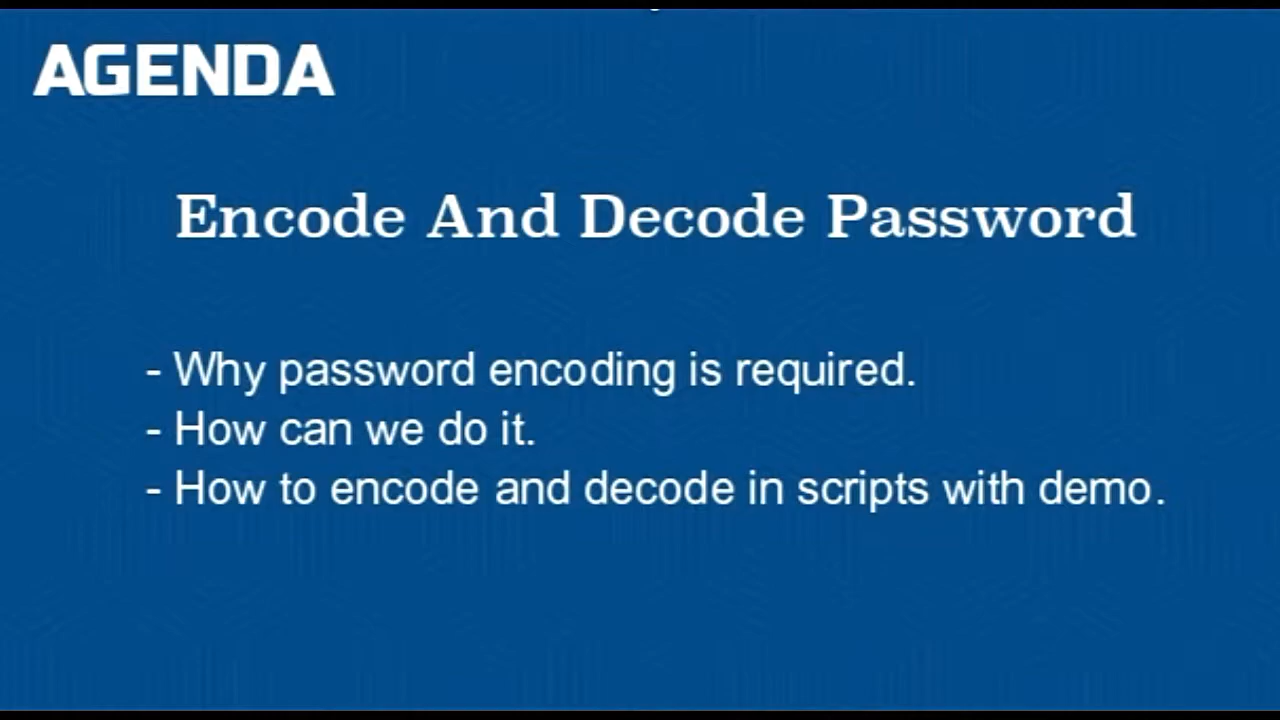 AGENDA
Encode And Decode Password
- Why password encoding is required.
- How can we do it.
- How to encode and decode in scripts with demo.